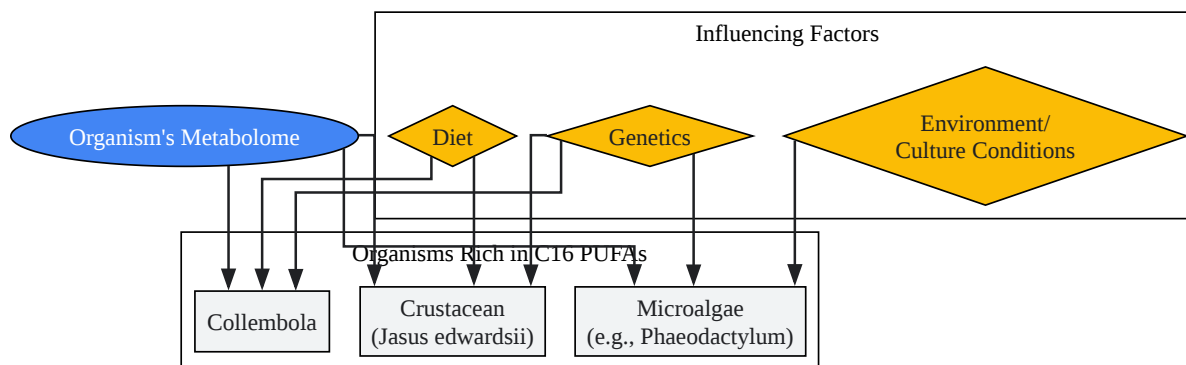 Influencing Factors
Organism's Metabolome
Diet
Genetics
Environment/
Culture Conditions
Organisms Rich in C16 PUFAs
Collembola
Crustacean
(Jasus edwardsii)
Microalgae
(e.g., Phaeodactylum)